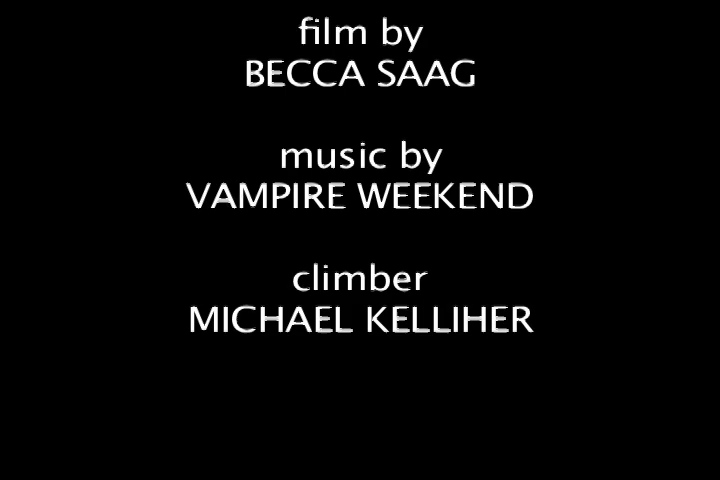 film by
BECCA SAAG
music by
VAMPIRE WEEKEND
climber
MICHAEL KELLIHER